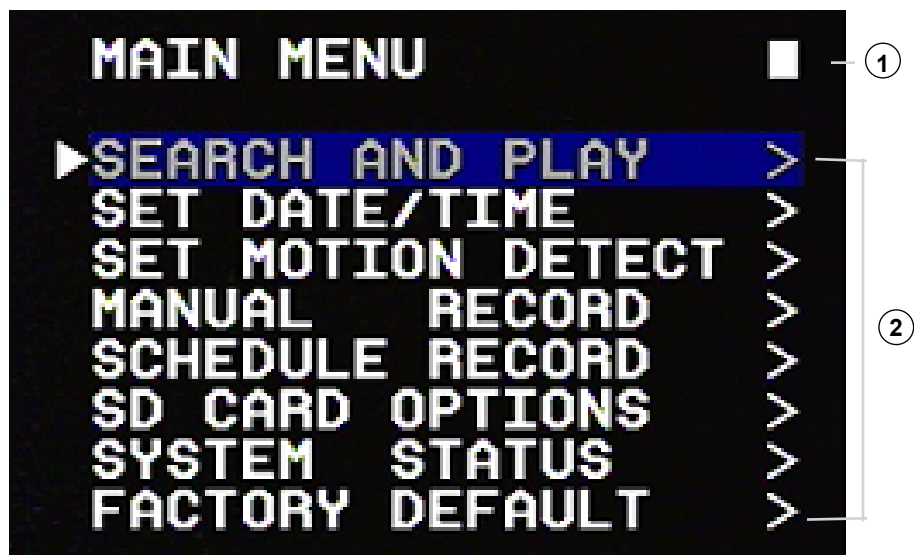 MAIN MENU 1
SEARCH AND PLAY >
SET DATE/TIME >
SET MOTION DETECT >
MANUAL RECORD >
2
SCHEDULE RECORD >
SD CARD OPTIONS >
SYSTEM STATUS >
FACTORY DEFAULT >